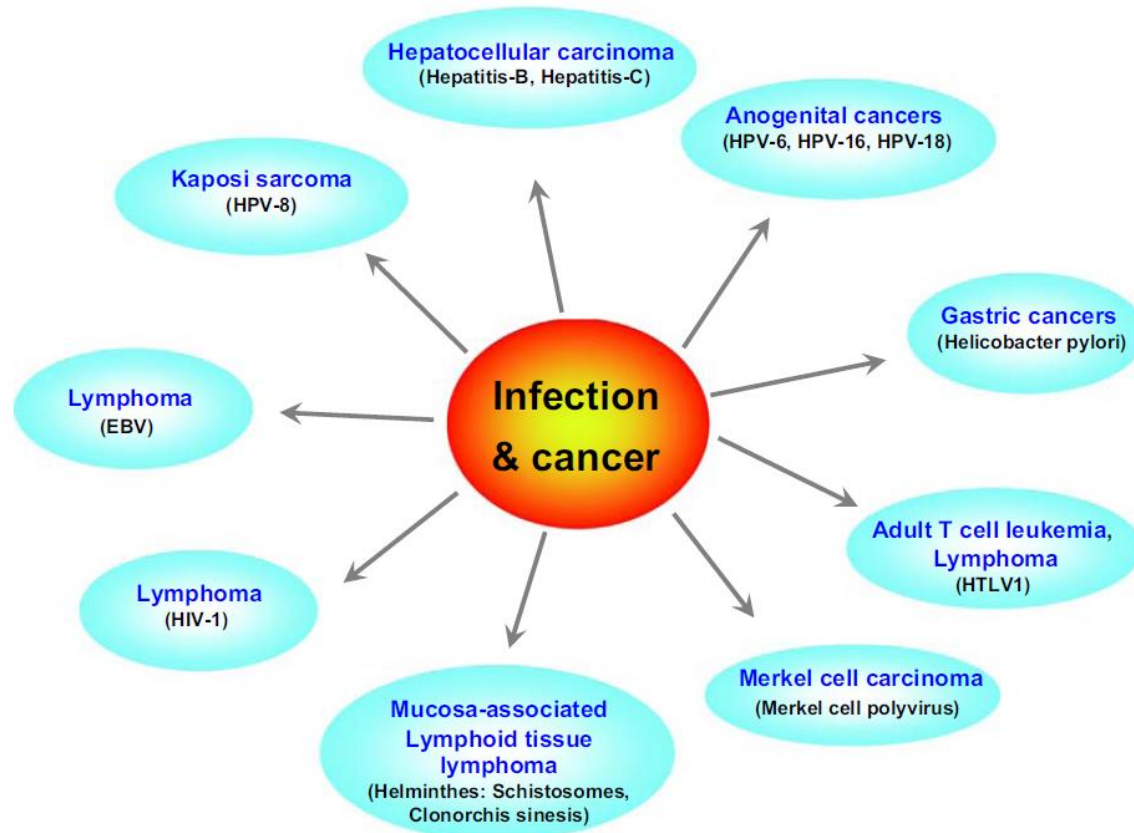 Hepatocellular carcinoma
(Hepatitis-B, Hepatitis-C)
Anogenital cancers
(HPV-6, HPV-16, HPV-18)
Kaposi sarcoma
(HPV-8)
Gastric cancers
(Helicobacter pylori)
Infection
& cancer
Lymphoma
(EBV)
Adult T cell leukemia,
Lymphoma
(HTLV1)
Lymphoma
(HIV-1)
Merkel cell carcinoma
(Merkel cell polyvirus)
Mucosa-associated
Lymphoid tissue
lymphoma
(Helminthes: Schistosomes,
Clonorchis sinesis)